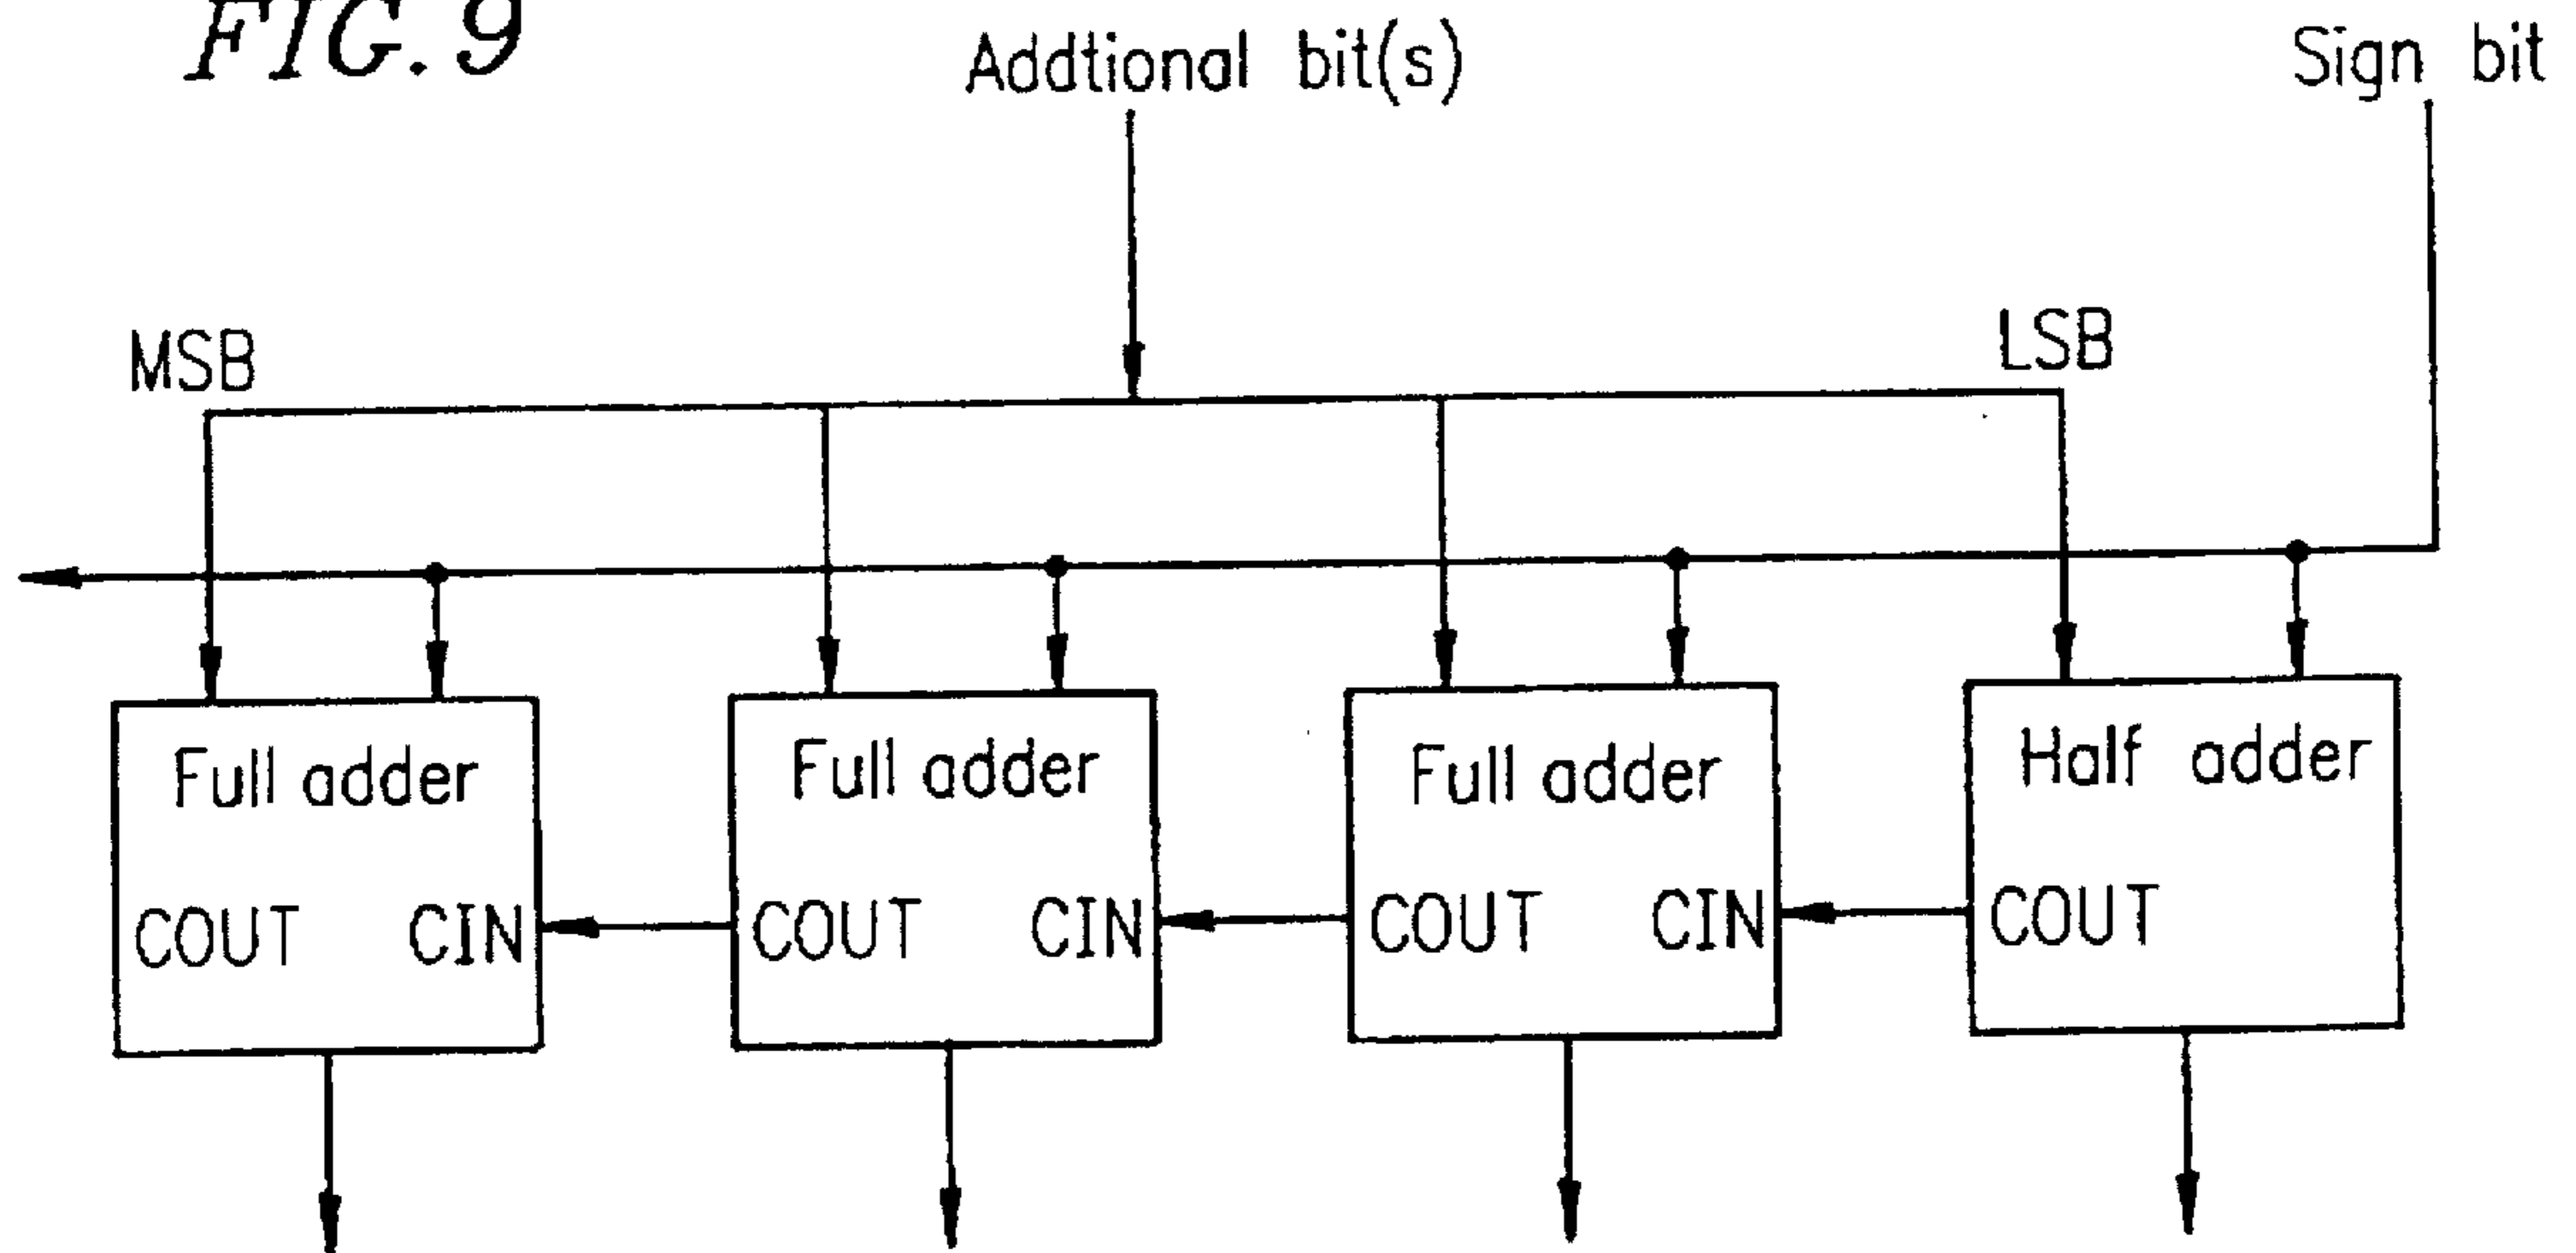 FIG. 9
Addtional bit(s)
Sign bit
MSB
LSB
Full adder
Full adder
Full adder
Half adder
COUT
CIN
COUT
CIN
COUT
CIN
COUT